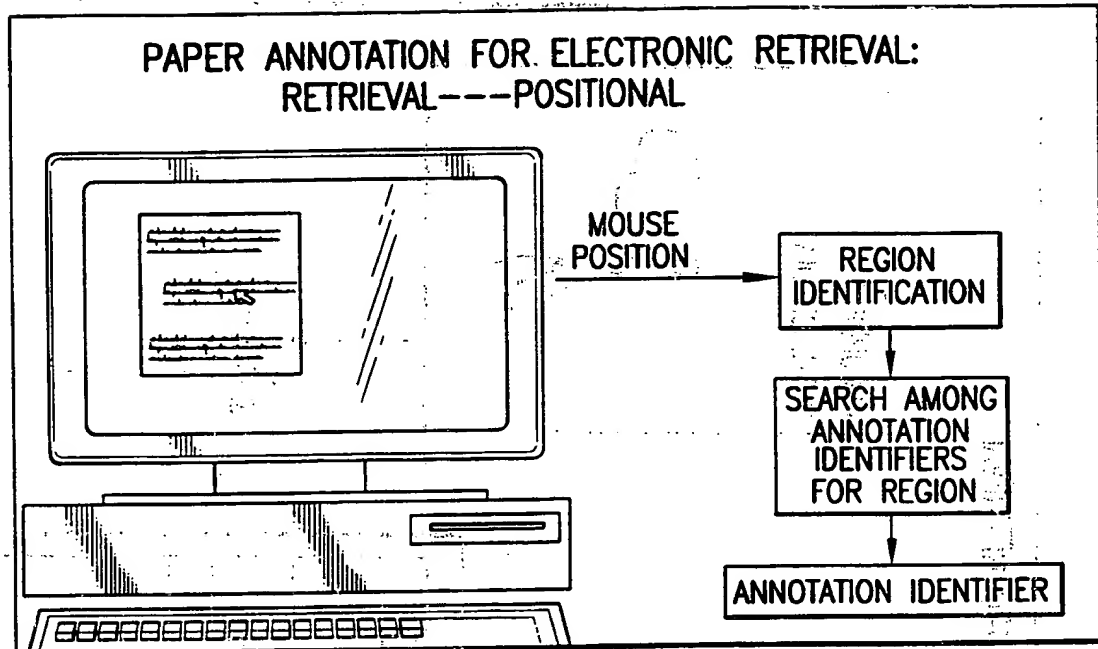 PAPER ANNOTATION FOR ELECTRONIC RETRIEVAL:
RETRIEVAL---POSITIONAL
MOUSE
POSITION
REGION
IDENTIFICATION
SEARCH AMONG
ANNOTATION
IDENTIFIERS
FOR REGION
ANNOTATION IDENTIFIER